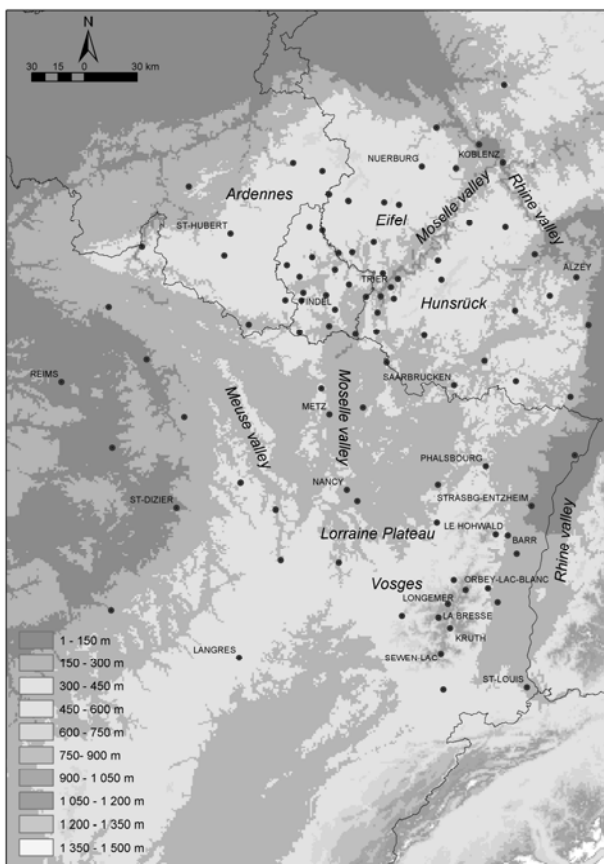 N
30 15 0 30 km
NUERBURG
KOBLENZ
Ardennes
Moselle valley
Rhine valley
ST-HUBERT
Eifel
TRIER
ALZEY
FINDEL
Hunsrück
REIMS
SAARBRUCKEN
Meuse valley
METZ
Moselle valley
PHALSBOURG
NANCY
ST-DIZIER
STRASBG-ENTZHEIM
Lorraine Plateau
LE HOHWALD
BARR
Rhine valley
Vosges
ORBEY-LAC-BLANC
LONGEMER
LA BRESSE
KRUTH
LANGRES
SEWEN-LAC
ST-LOUIS
1 - 150 m
150 - 300 m
300 - 450 m
450 - 600 m
600 - 750 m
750- 900 m
900 - 1 050 m
1 050 - 1 200 m
1 200 - 1 350 m
1 350 - 1 500 m